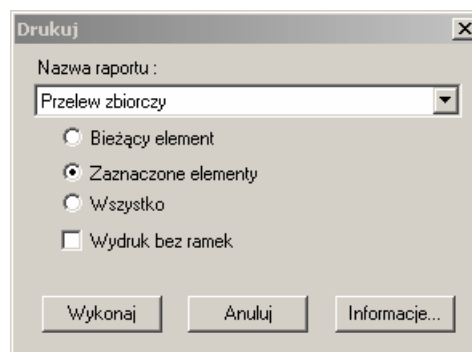 Drukuj
Nazwa raportu :
Przelew zbiorczy
Bieżący element
Zaznaczone elementy
Wszystko
Wydruk bez ramek
Wykonaj Anuluj Informacje...